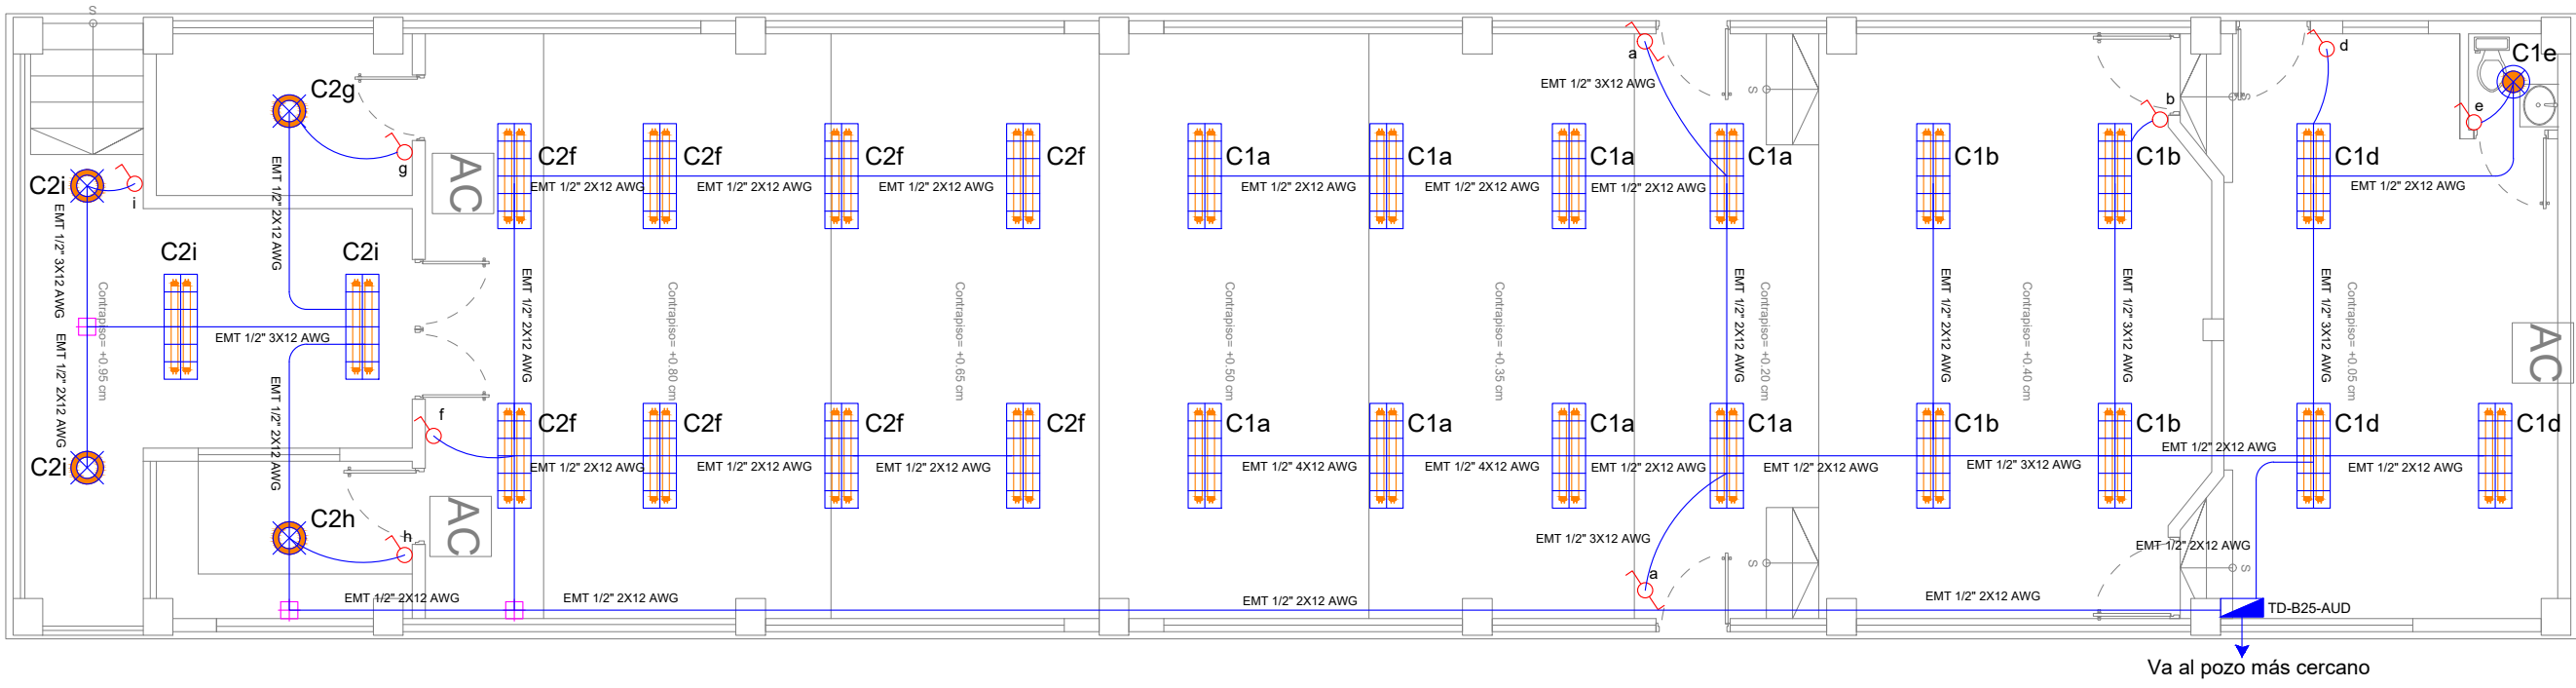 S
C2g
g
C2i
i
AC
C2f
C2f
C2f
C2f
EMT 1/2" 2X12 AWG
EMT 1/2" 2X12 AWG
EMT 1/2" 2X12 AWG
a
EMT 1/2" 3X12 AWG
C1a
C1a
C1a
C1a
EMT 1/2" 2X12 AWG
EMT 1/2" 2X12 AWG
EMT 1/2" 2X12 AWG
S
b
C1b
C1b
S
d
C1e
e
C1d
EMT 1/2" 2X12 AWG
EMT 1/2" 3X12 AWG
EMT 1/2" 2X12 AWG
C2i
C2i
EMT 1/2" 3X12 AWG
Contrapiso= +0.95 cm
EMT 1/2" 2X12 AWG
EMT 1/2" 2X12 AWG
EMT 1/2" 2X12 AWG
Contrapiso= +0.80 cm
Contrapiso= +0.65 cm
Contrapiso= +0.50 cm
Contrapiso= +0.35 cm
EMT 1/2" 2X12 AWG
Contrapiso= +0.20 cm
EMT 1/2" 2X12 AWG
Contrapiso= +0.40 cm
EMT 1/2" 3X12 AWG
EMT 1/2" 3X12 AWG
Contrapiso= +0.05 cm
AC
C2i
f
C2f
C2f
C2f
C2f
EMT 1/2" 2X12 AWG
EMT 1/2" 2X12 AWG
EMT 1/2" 2X12 AWG
C1a
C1a
C1a
C1a
EMT 1/2" 4X12 AWG
EMT 1/2" 4X12 AWG
EMT 1/2" 2X12 AWG
EMT 1/2" 2X12 AWG
C1b
C1b
EMT 1/2" 3X12 AWG
EMT 1/2" 2X12 AWG
C1d
C1d
EMT 1/2" 2X12 AWG
C2h
h
AC
EMT 1/2" 3X12 AWG
a
S
EMT 1/2" 2X12 AWG
S
EMT 1/2" 2X12 AWG
EMT 1/2" 2X12 AWG
EMT 1/2" 2X12 AWG
EMT 1/2" 2X12 AWG
TD-B25-AUD
Va al pozo más cercano